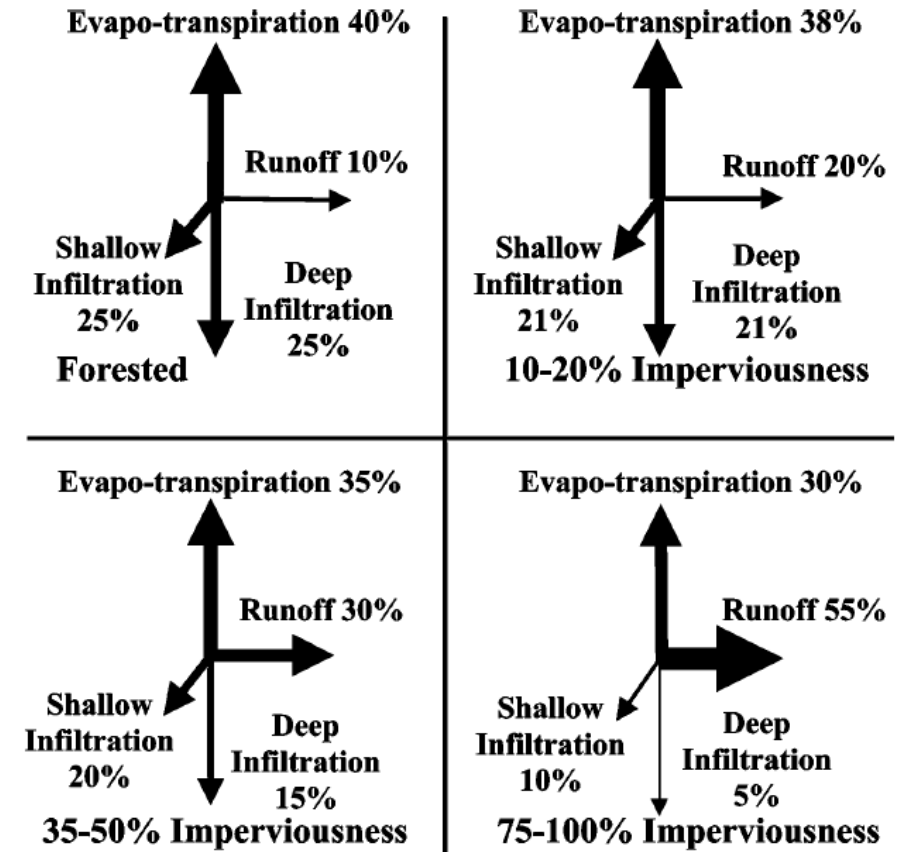 Evapo-transpiration 40%
Runoff 10%
Shallow
Infiltration
25%
Deep
Infiltration
25%
Forested
Evapo-transpiration 38%
Runoff 20%
Shallow
Infiltration
21%
Deep
Infiltration
21%
10-20% Imperviousness
Evapo-transpiration 35%
Runoff 30%
Shallow
Infiltration
20%
Deep
Infiltration
15%
35-50% Imperviousness
Evapo-transpiration 30%
Runoff 55%
Shallow
Infiltration
10%
Deep
Infiltration
5%
75-100% Imperviousness